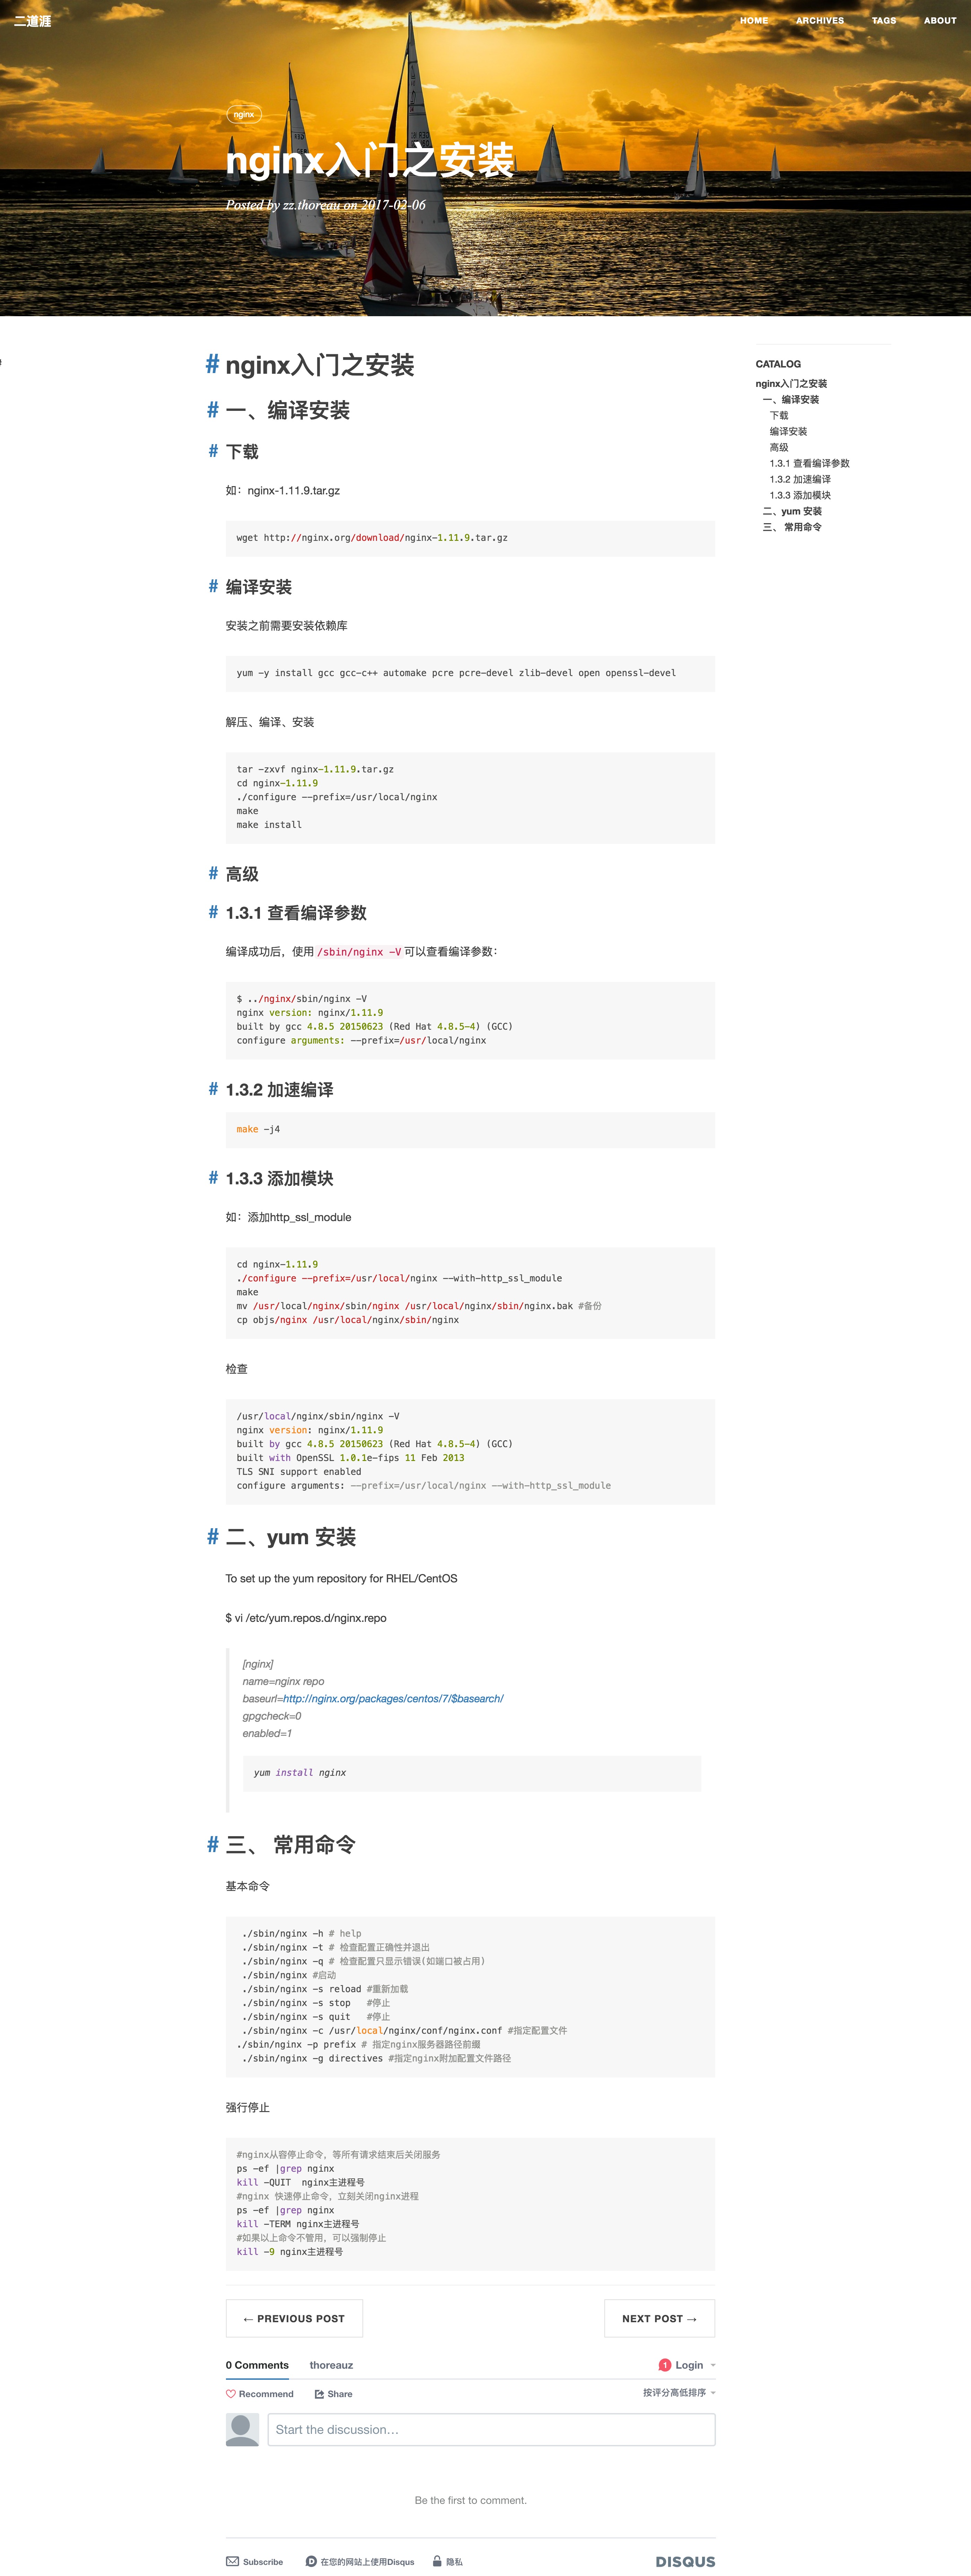 二道涯
HOME ARCHIVES TAGS ABOUT
nginx
nginx入门之安装
Posted by zz.thoreau on 2017-02-06
# nginx入门之安装
# 一、编译安装
# 下载
如：nginx-1.11.9.tar.gz
wget http://nginx.org/download/nginx-1.11.9.tar.gz
# 编译安装
安装之前需要安装依赖库
yum -y install gcc gcc-c++ automake pcre pcre-devel zlib-devel open openssl-devel
解压、编译、安装
tar -zxvf nginx-1.11.9.tar.gz
cd nginx-1.11.9
./configure --prefix=/usr/local/nginx
make
make install
# 高级
# 1.3.1 查看编译参数
编译成功后，使用 /sbin/nginx -V 可以查看编译参数：
$ ../nginx/sbin/nginx -V
nginx version: nginx/1.11.9
built by gcc 4.8.5 20150623 (Red Hat 4.8.5-4) (GCC)
configure arguments: --prefix=/usr/local/nginx
# 1.3.2 加速编译
make -j4
# 1.3.3 添加模块
如：添加http_ssl_module
cd nginx-1.11.9
./configure --prefix=/usr/local/nginx --with-http_ssl_module
make
mv /usr/local/nginx/sbin/nginx /usr/local/nginx/sbin/nginx.bak #备份
cp objs/nginx /usr/local/nginx/sbin/nginx
检查
/usr/local/nginx/sbin/nginx -V
nginx version: nginx/1.11.9
built by gcc 4.8.5 20150623 (Red Hat 4.8.5-4) (GCC)
built with OpenSSL 1.0.1e-fips 11 Feb 2013
TLS SNI support enabled
configure arguments: --prefix=/usr/local/nginx --with-http_ssl_module
# 二、yum 安装
To set up the yum repository for RHEL/CentOS
$ vi /etc/yum.repos.d/nginx.repo
[nginx]
name=nginx repo
baseurl=http://nginx.org/packages/centos/7/$basearch/
gpgcheck=0
enabled=1
yum install nginx
# 三、 常用命令
基本命令
./sbin/nginx -h # help
./sbin/nginx -t # 检查配置正确性并退出
./sbin/nginx -q # 检查配置只显示错误(如端口被占用)
./sbin/nginx #启动
./sbin/nginx -s reload #重新加载
./sbin/nginx -s stop   #停止
./sbin/nginx -s quit   #停止
./sbin/nginx -c /usr/local/nginx/conf/nginx.conf #指定配置文件
./sbin/nginx -p prefix # 指定nginx服务器路径前缀
./sbin/nginx -g directives #指定nginx附加配置文件路径
强行停止
#nginx从容停止命令，等所有请求结束后关闭服务
ps -ef |grep nginx
kill -QUIT  nginx主进程号
#nginx 快速停止命令，立刻关闭nginx进程
ps -ef |grep nginx
kill -TERM nginx主进程号
#如果以上命令不管用，可以强制停止
kill -9 nginx主进程号
← PREVIOUS POST
NEXT POST →
0 Comments thoreauz 1 Login
Recommend Share 按评分高低排序
Start the discussion…
Be the first to comment.
Subscribe 在您的网站上使用Disqus 隐私 DISQUS
CATALOG
nginx入门之安装
一、编译安装
下载
编译安装
高级
1.3.1 查看编译参数
1.3.2 加速编译
1.3.3 添加模块
二、yum 安装
三、 常用命令